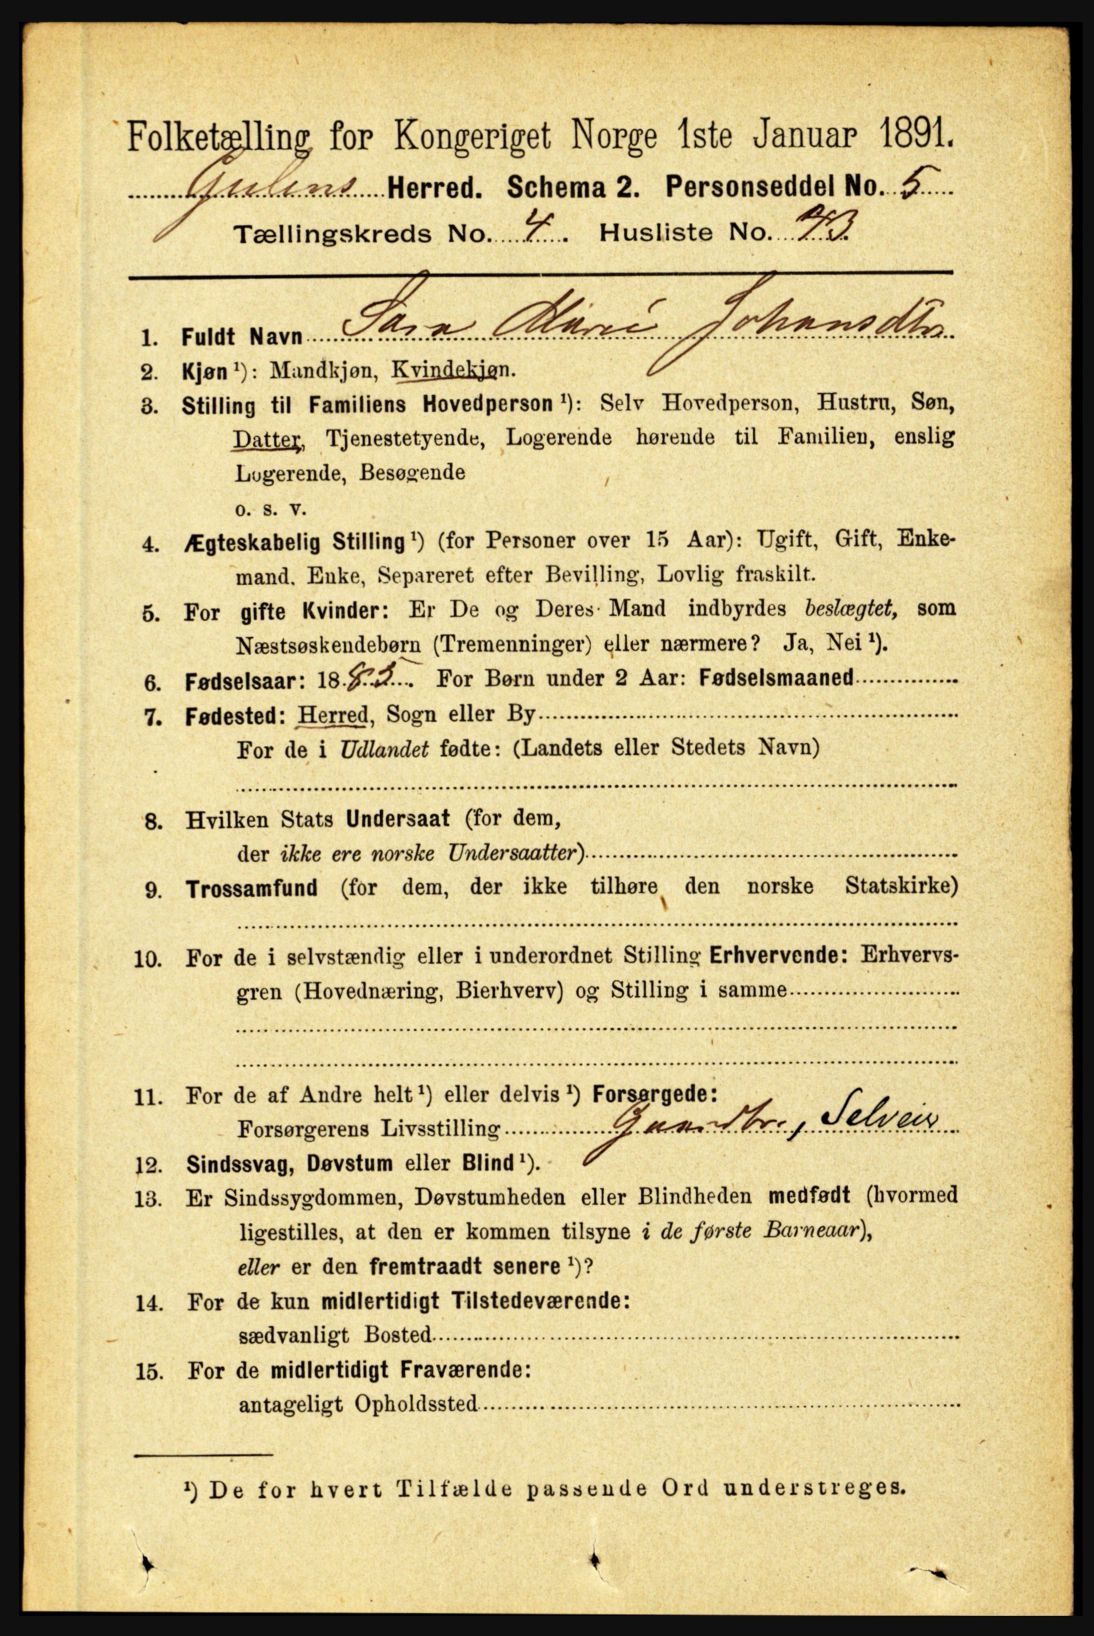 Folketælling for Kongeriget Norge 1ste Januar 1891.
Gulens Herred. Schema 2. Personseddel No. 5
Tællingskreds No. 4. Husliste No. 43.
1. Fuldt Navn Sara Marie Johansdtr.
2. Kjøn ¹): Mandkjøn, Kvindekjøn.
3. Stilling til Familiens Hovedperson ¹): Selv Hovedperson, Hustru, Søn,
Datter, Tjenestetyende, Logerende hørende til Familien, enslig
Logerende, Besøgende
o. s. v.
4. Ægteskabelig Stilling ¹) (for Personer over 15 Aar): Ugift, Gift, Enke-
mand, Enke, Separeret efter Bevilling, Lovlig fraskilt.
5. For gifte Kvinder: Er De og Deres Mand indbyrdes beslægtet, som
Næstsøskendebørn (Tremenninger) eller nærmere? Ja, Nei ¹).
6. Fødselsaar: 1885. For Børn under 2 Aar: Fødselsmaaned
7. Fødested: Herred, Sogn eller By
For de i Udlandet fødte: (Landets eller Stedets Navn)
8. Hvilken Stats Undersaat (for dem,
der ikke ere norske Undersaatter)
9. Trossamfund (for dem, der ikke tilhøre den norske Statskirke)
10. For de i selvstændig eller i underordnet Stilling Erhvervende: Erhvervs-
gren (Hovednæring, Bierhverv) og Stilling i samme
11. For de af Andre helt ¹) eller delvis ¹) Forsørgede:
Forsørgerens Livsstilling Gaardbr., Selveier
12. Sindssvag, Døvstum eller Blind ¹).
13. Er Sindssygdommen, Døvstumheden eller Blindheden medfødt (hvormed
ligestilles, at den er kommen tilsyne i de første Barneaar),
eller er den fremtraadt senere ¹)?
14. For de kun midlertidigt Tilstedeværende:
sædvanligt Bosted
15. For de midlertidigt Fraværende:
antageligt Opholdssted
¹) De for hvert Tilfælde passende Ord understreges.